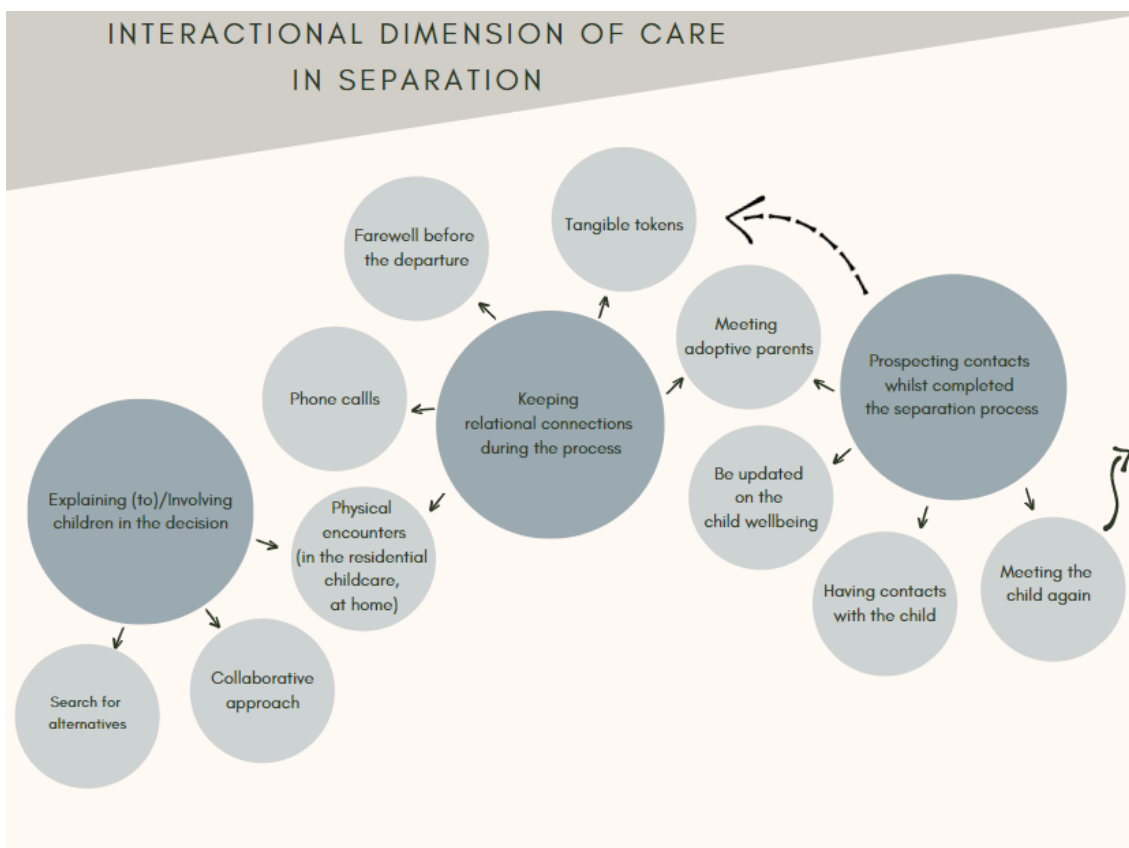 INTERACTIONAL DIMENSION OF CARE
IN SEPARATION
Farewell before
the departure
Tangible tokens
Phone callls
Keeping
relational connections
during the process
Meeting
adoptive parents
Prospecting contacts
whilst completed
the separation process
Explaining (to)/Involving
children in the decision
Physical
encounters
(in the residential
childcare,
at home)
Be updated
on the
child wellbeing
Having contacts
with the child
Meeting the
child again
Search for
alternatives
Collaborative
approach